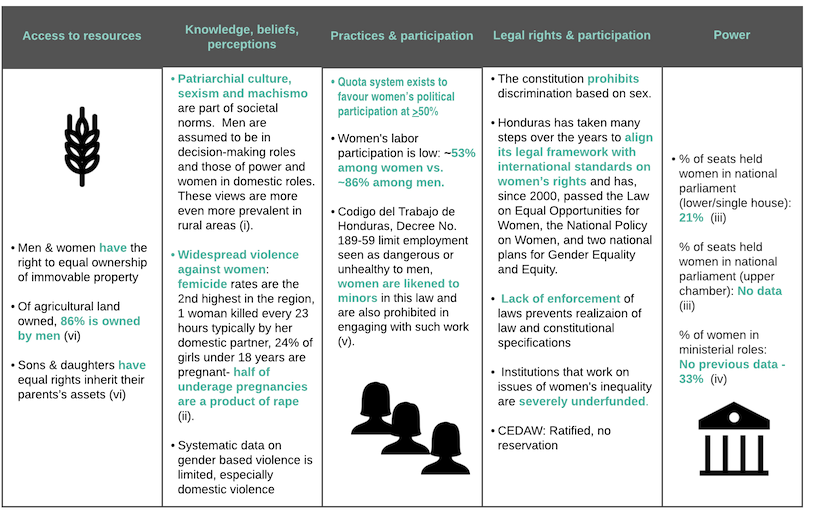 Access to resources
• Men & women have the
right to equal ownership
of immovable property
• Of agricultural land
owned, 86% is owned
by men (vi)
• Sons & daughters have
equal rights inherit their
parents's assets (vi)
Knowledge, beliefs,
perceptions
• Patriarchial culture,
sexism and machismo
are part of societal
norms. Men are
assumed to be in
decision-making roles
and those of power and
women in domestic roles.
These views are more
even more prevalent in
rural areas (i).
• Widespread violence
against women:
femicide rates are the
2nd highest in the region,
1 woman killed every 23
hours typically by her
domestic partner, 24% of
girls under 18 years are
pregnant- half of
underage pregnancies
are a product of rape
(ii).
• Systematic data on
gender based violence is
limited, especially
domestic violence
Practices & participation
• Quota system exists to
favour women's political
participation at ≥50%
• Women's labor
participation is low: ~53%
among women vs.
~86% among men.
• Codigo del Trabajo de
Honduras, Decree No.
189-59 limit employment
seen as dangerous or
unhealthy to men,
women are likened to
minors in this law and
are also prohibited in
engaging with such work
(v).
Legal rights & participation
• The constitution prohibits
discrimination based on sex.
• Honduras has taken many
steps over the years to align
its legal framework with
international standards on
women's rights and has,
since 2000, passed the Law
on Equal Opportunities for
Women, the National Policy
on Women, and two national
plans for Gender Equality
and Equity.
• Lack of enforcement of
laws prevents realizaion of
law and constitutional
specifications
• Institutions that work on
issues of women's inequality
are severely underfunded.
• CEDAW: Ratified, no
reservation
Power
• % of seats held
women in national
parliament
(lower/single house):
21% (iii)
% of seats held
women in national
parliament (upper
chamber): No data
(iii)
% of women in
ministerial roles:
No previous data -
33% (iv)